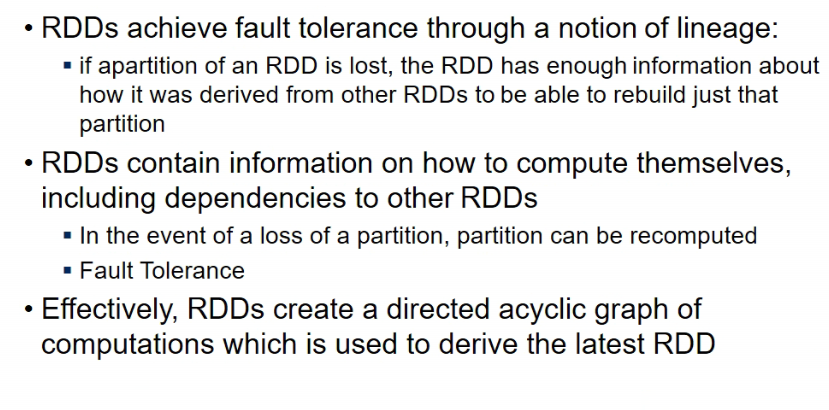 • RDDs achieve fault tolerance through a notion of lineage:
▪ if apartition of an RDD is lost, the RDD has enough information about
how it was derived from other RDDs to be able to rebuild just that
partition
• RDDs contain information on how to compute themselves,
including dependencies to other RDDs
▪ In the event of a loss of a partition, partition can be recomputed
▪ Fault Tolerance
• Effectively, RDDs create a directed acyclic graph of
computations which is used to derive the latest RDD